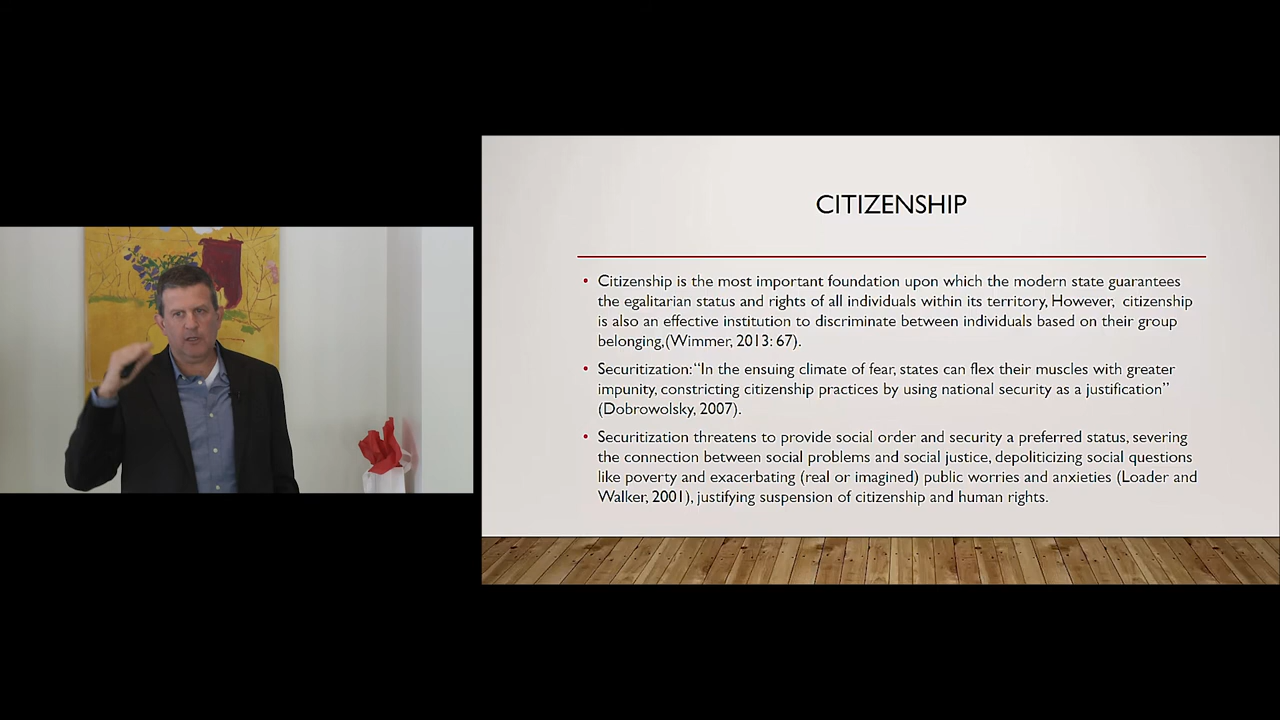 CITIZENSHIP
• Citizenship is the most important foundation upon which the modern state guarantees
the egalitarian status and rights of all individuals within its territory, However,  citizenship
is also an effective institution to discriminate between individuals based on their group
belonging,(Wimmer, 2013: 67).
• Securitization: “In the ensuing climate of fear, states can flex their muscles with greater
impunity, constricting citizenship practices by using national security as a justification”
(Dobrowolsky, 2007).
• Securitization threatens to provide social order and security a preferred status, severing
the connection between social problems and social justice, depoliticizing social questions
like poverty and exacerbating (real or imagined) public worries and anxieties (Loader and
Walker, 2001), justifying suspension of citizenship and human rights.